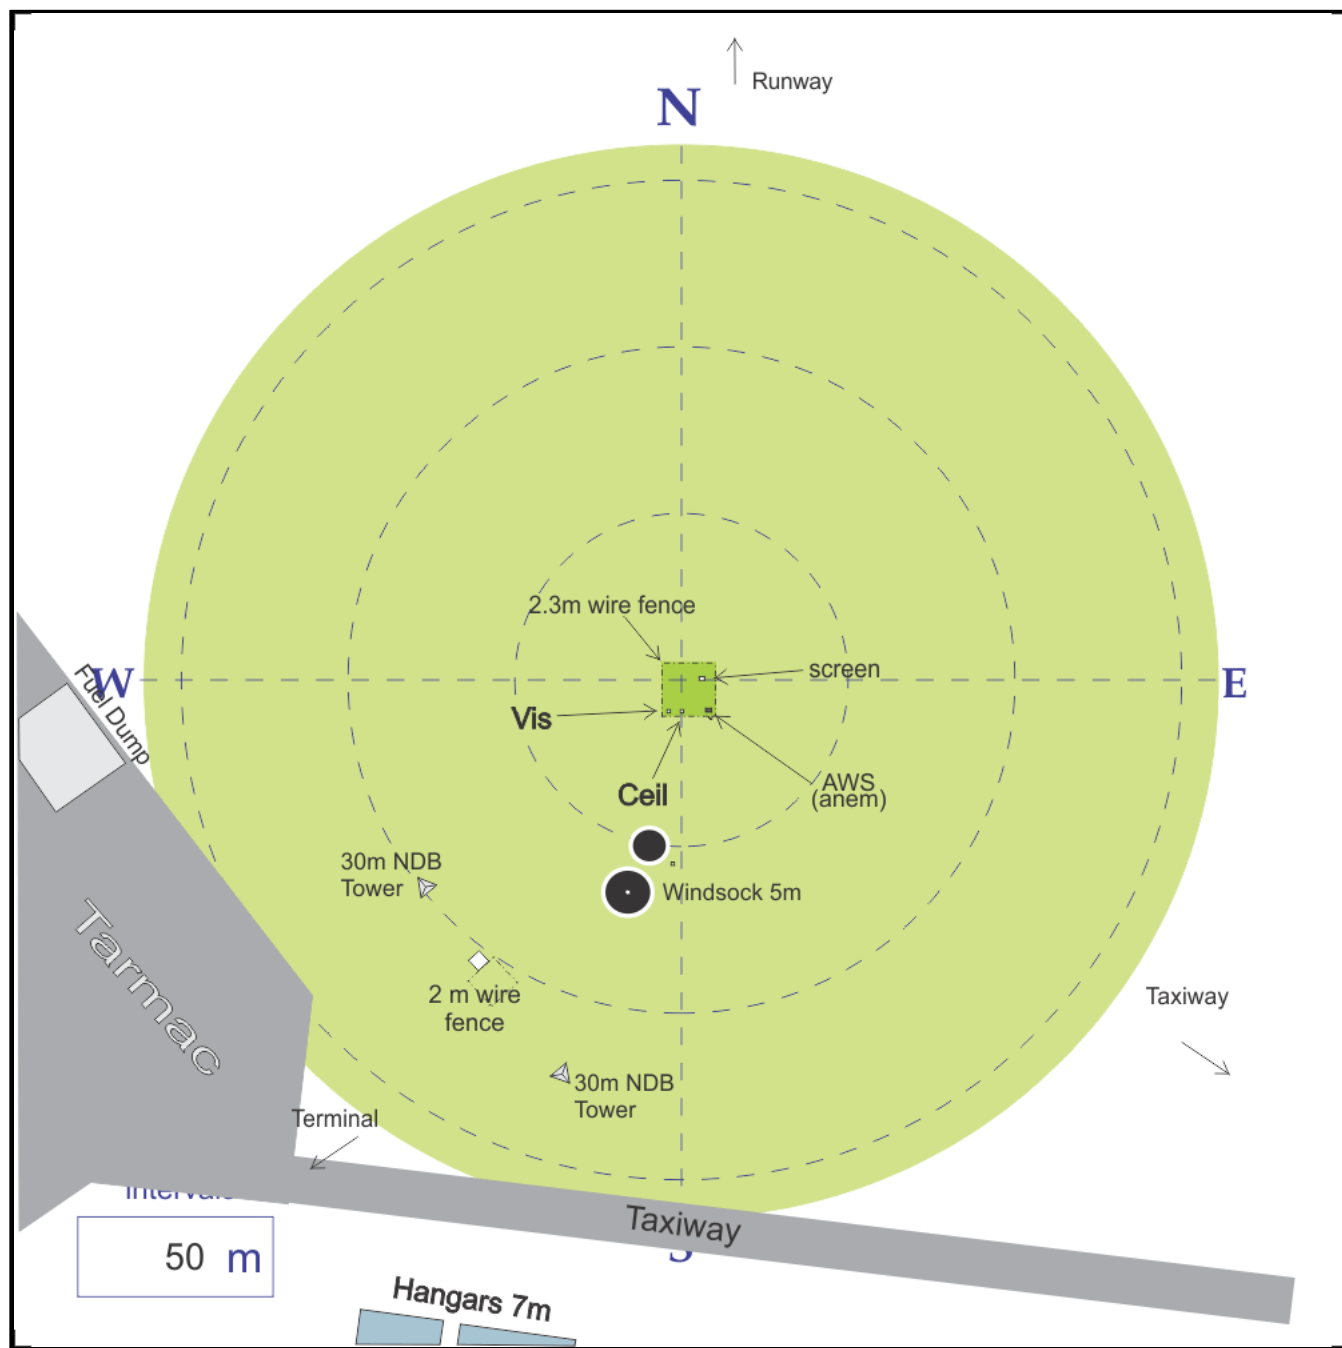 Runway
N
2.3m wire fence
screen
Fuel Dump
W
E
Vis
AWS
(anem)
Ceil
30m NDB
Tower
Windsock 5m
Tarmac
2 m wire
fence
Taxiway
30m NDB
Tower
Terminal
intervals
Taxiway
S
50 m
Hangars 7m